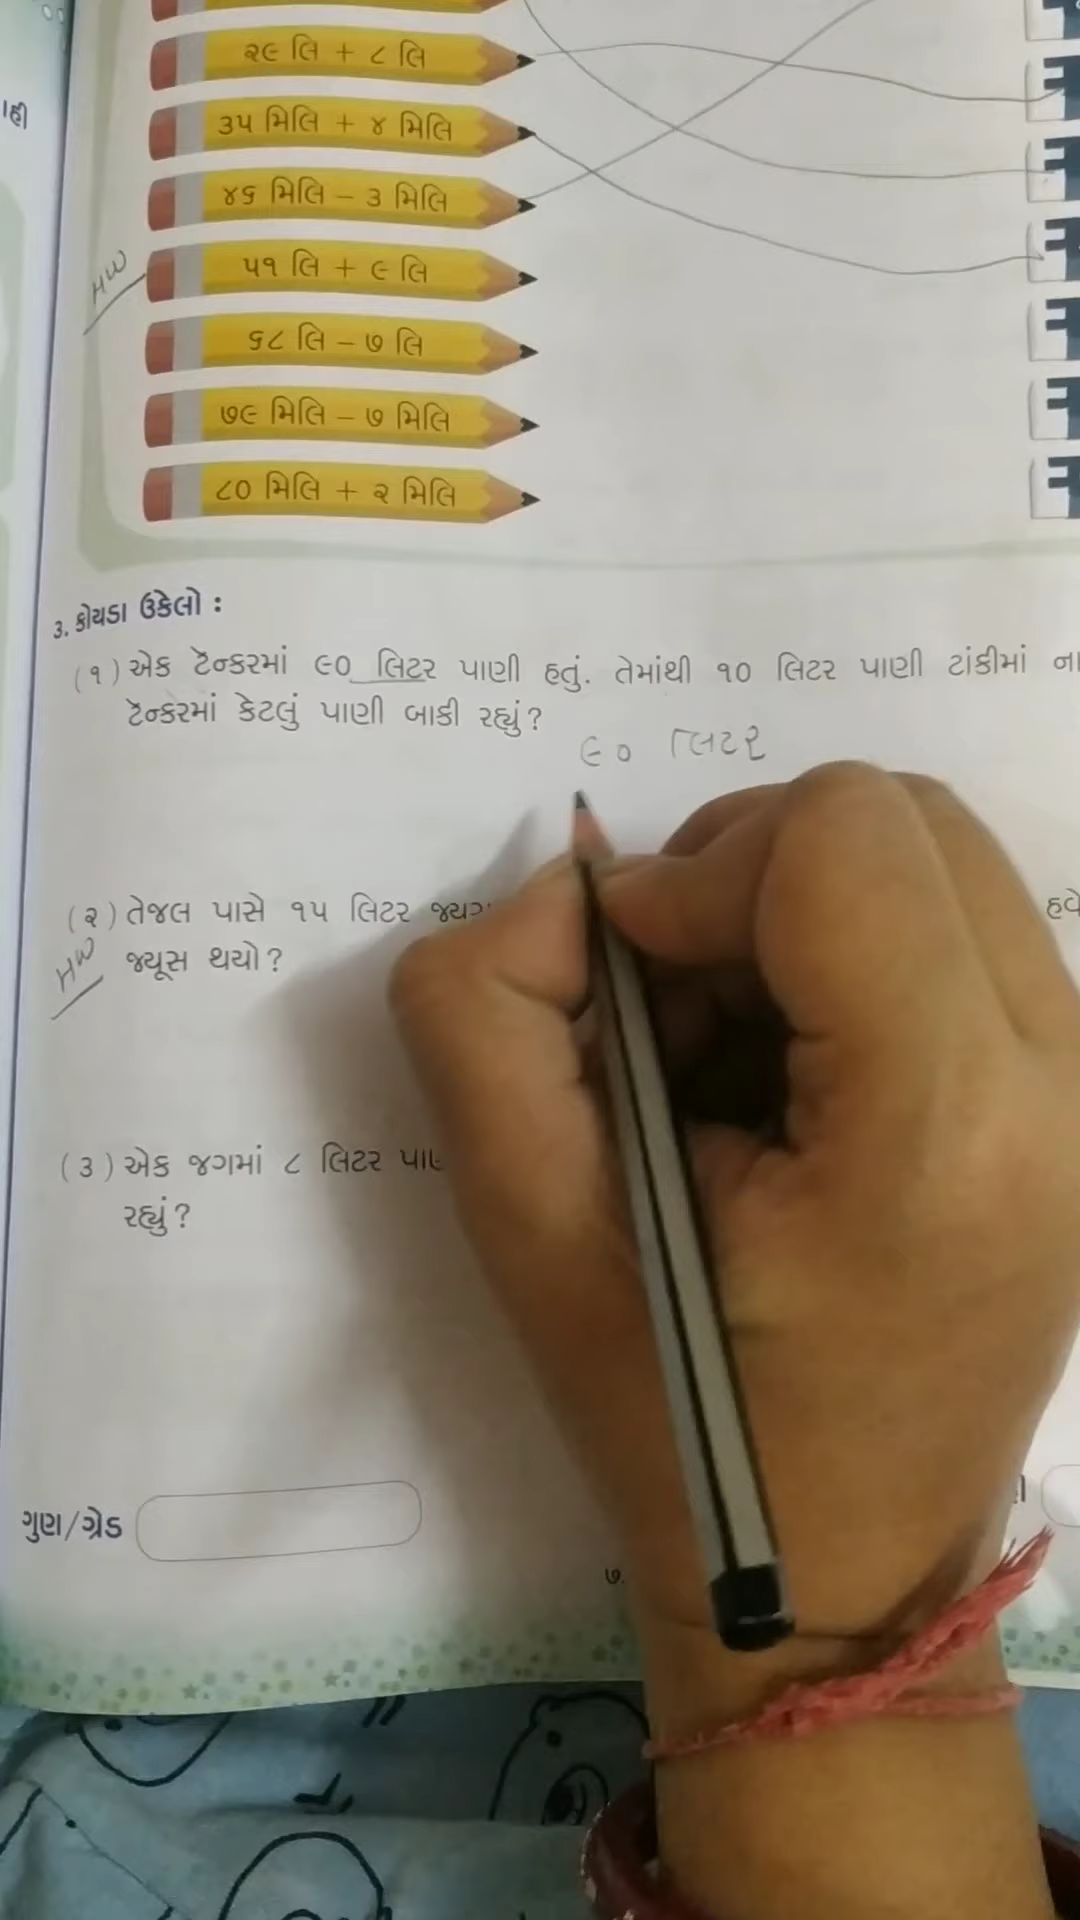 ૨૯ લિ + ૮ લિ
૩૫ મિલિ + ૪ મિલિ
૪૬ મિલિ – ૩ મિલિ
HW
૫૧ લિ + ૯ લિ
૬૮ લિ – ૭ લિ
૭૯ મિલિ – ૭ મિલિ
૮૦ મિલિ + ૨ મિલિ
૩. કોયડા ઉકેલો :
(૧) એક ટેન્કરમાં ૯૦ લિટર પાણી હતું. તેમાંથી ૧૦ લિટર પાણી ટાંકીમાં ના
ટેન્કરમાં કેટલું પાણી બાકી રહ્યું?
૯૦ લિટર
(૨) તેજલ પાસે ૧૫ લિટર હવે
HW
જ્યૂસ થયો?
(૩) એક જગમાં ૮ લિટર
રહ્યું?
ગુણ/ગ્રેડ
૭.